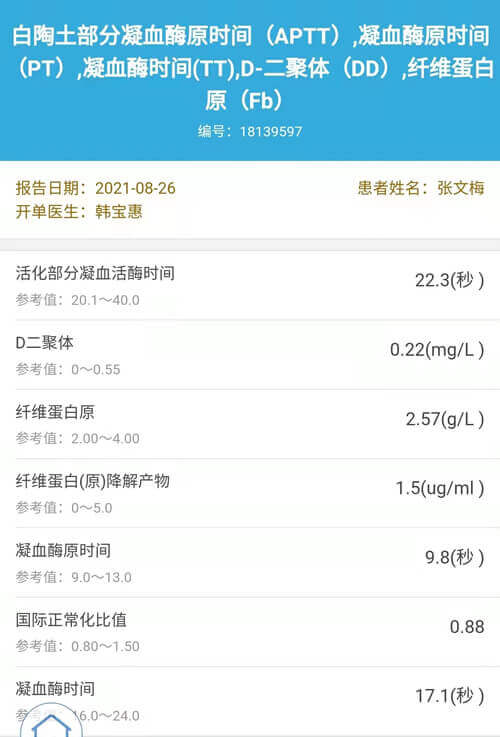 白陶土部分凝血酶原时间（APTT）,凝血酶原时间
（PT）,凝血酶时间(TT),D-二聚体（DD）,纤维蛋白
原（Fb）
编号：18139597
报告日期：2021-08-26 患者姓名：张文梅
开单医生：韩宝惠
活化部分凝血活酶时间 22.3(秒 )
参考值：20.1～40.0
D二聚体 0.22(mg/L )
参考值：0～0.55
纤维蛋白原 2.57(g/L )
参考值：2.00～4.00
纤维蛋白(原)降解产物 1.5(ug/ml )
参考值：0～5.0
凝血酶原时间 9.8(秒 )
参考值：9.0～13.0
国际正常化比值 0.88
参考值：0.80～1.50
凝血酶时间 17.1(秒 )
16.0～24.0